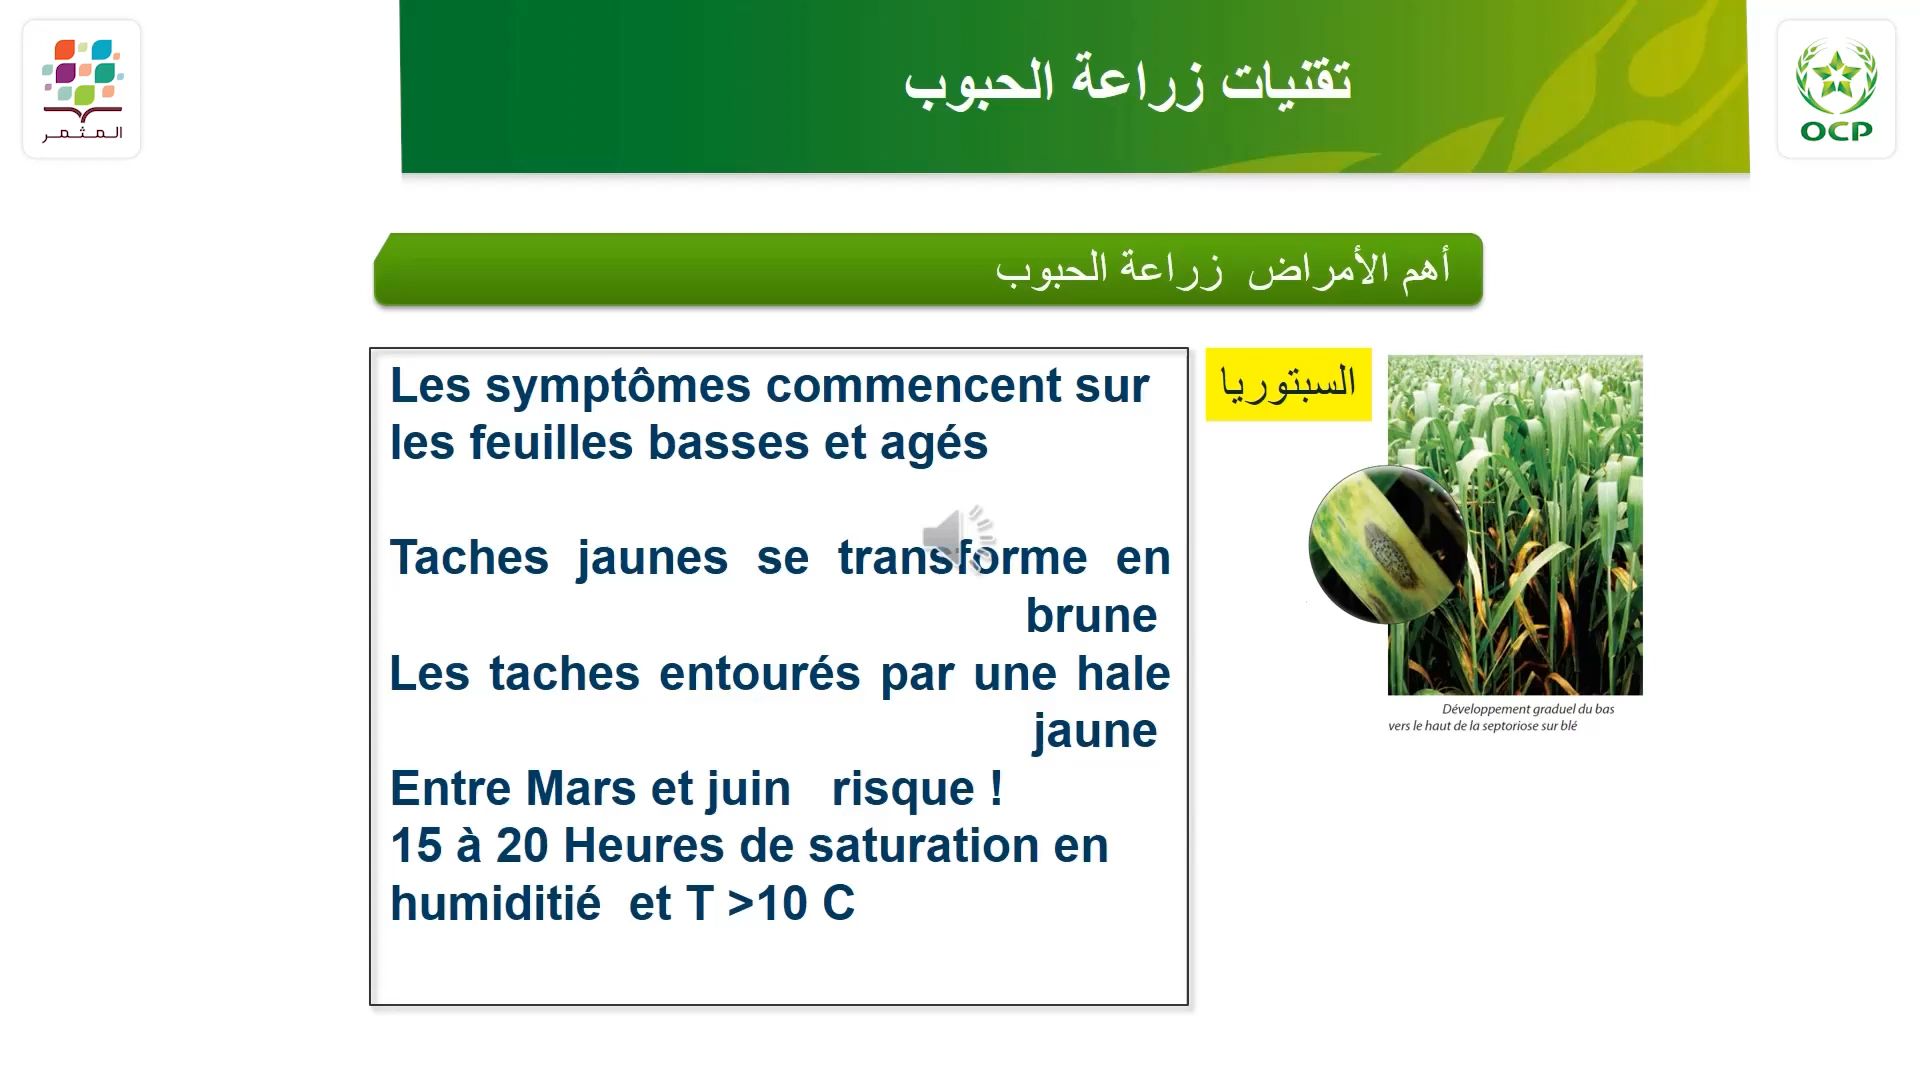 المثمر
تقنيات زراعة الحبوب
OCP
أهم الأمراض  زراعة الحبوب
Les symptômes commencent sur
les feuilles basses et agés
Taches jaunes se transforme en
brune
Les taches entourés par une hale
jaune
Entre Mars et juin   risque !
15 à 20 Heures de saturation en
humiditié  et T >10 C
السبتوريا
Développement graduel du bas
vers le haut de la septoriose sur blé